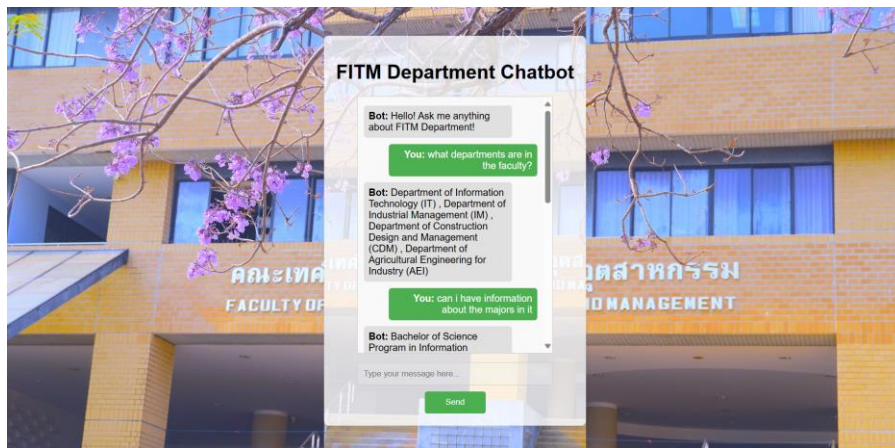 FITM Department Chatbot
Bot: Hello! Ask me anything
about FITM Department!
You: what departments are in
the faculty?
Bot: Department of Information
Technology (IT) , Department of
Industrial Management (IM) ,
Department of Construction
Design and Management
(CDM) , Department of
Agricultural Engineering for
Industry (AEI)
คณะเทค
ตสาหกรรม
FACULTY OF
MANAGEMENT
You: can i have information
about the majors in it
Bot: Bachelor of Science
Program in Information
Type your message here...
Send